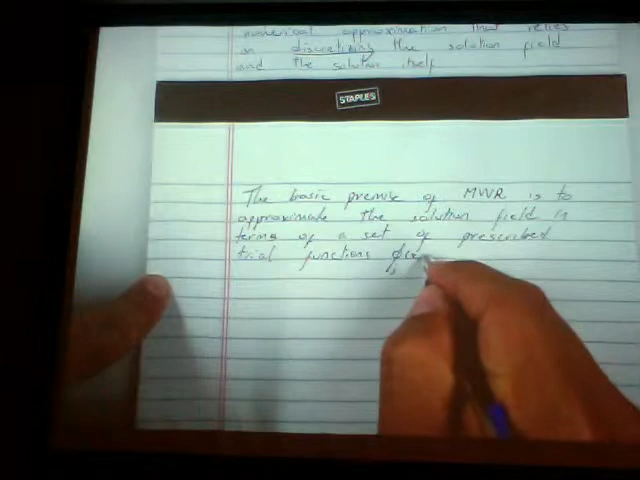 numerical approximation that relies
on discretizing the solution field
and the solution itself
STAPLES
The basic premise of MWR is to
approximate the solution field in
terms of a set of prescribed
trial functions